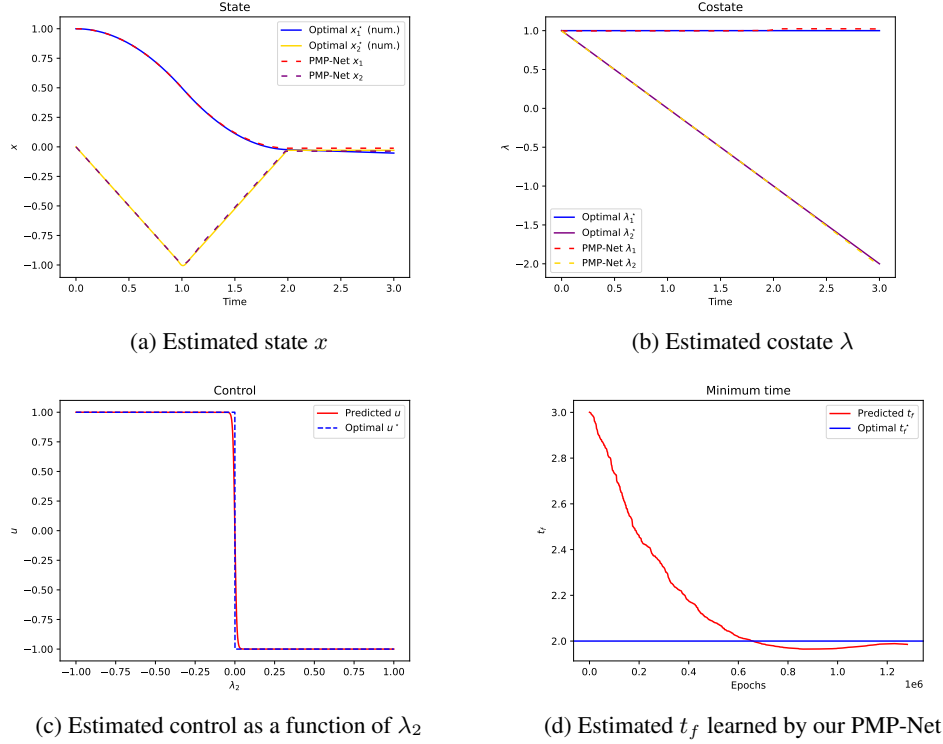 State
1.00
0.75
0.50
0.25
0.00
−0.25
−0.50
−0.75
−1.00
x
0.0 0.5 1.0 1.5 2.0 2.5 3.0
Time
Optimal x₁* (num.)
Optimal x₂* (num.)
PMP-Net x₁
PMP-Net x₂
(a) Estimated state x
Costate
1.0
0.5
0.0
−0.5
−1.0
−1.5
−2.0
λ
0.0 0.5 1.0 1.5 2.0 2.5 3.0
Time
Optimal λ₁*
Optimal λ₂*
PMP-Net λ₁
PMP-Net λ₂
(b) Estimated costate λ
Control
1.00
0.75
0.50
0.25
0.00
−0.25
−0.50
−0.75
−1.00
u
−1.00 −0.75 −0.50 −0.25 0.00 0.25 0.50 0.75 1.00
λ₂
Predicted u
Optimal u*
(c) Estimated control as a function of λ₂
Minimum time
3.0
2.8
2.6
2.4
2.2
2.0
t_f
0.0 0.2 0.4 0.6 0.8 1.0 1.2
1e6
Epochs
Predicted t_f
Optimal t_f*
(d) Estimated t_f learned by our PMP-Net